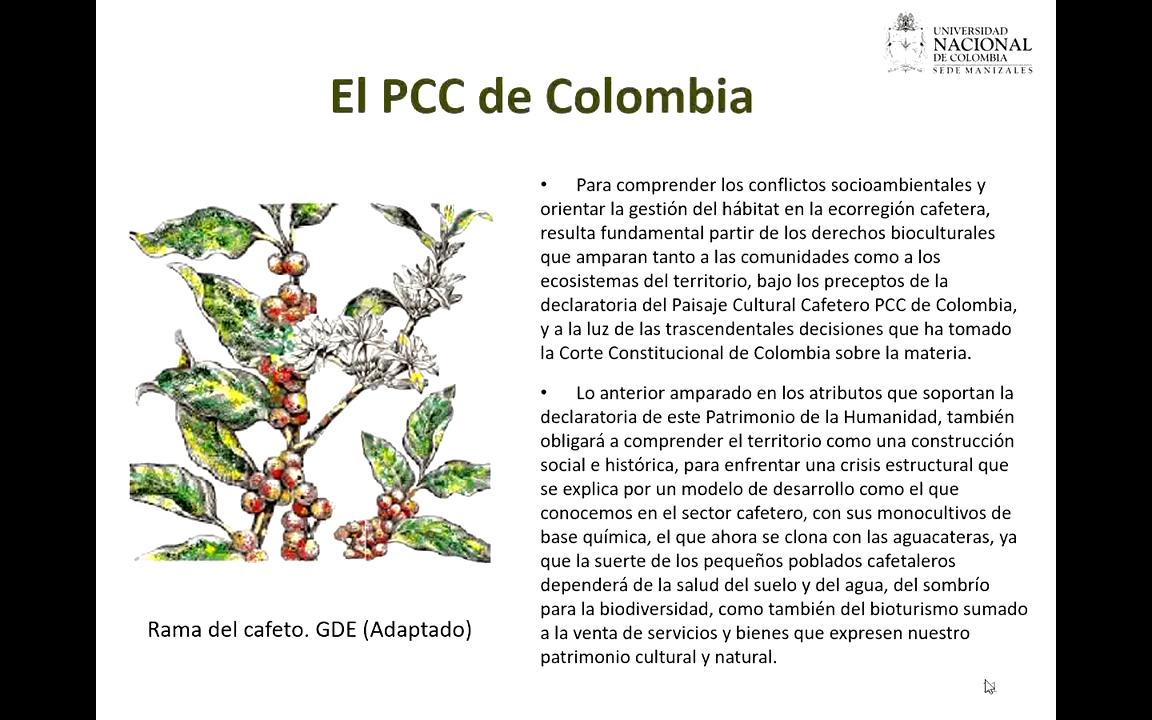 UNIVERSIDAD
NACIONAL
DE COLOMBIA
SEDE MANIZALES
El PCC de Colombia
• Para comprender los conflictos socioambientales y
orientar la gestión del hábitat en la ecorregión cafetera,
resulta fundamental partir de los derechos bioculturales
que amparan tanto a las comunidades como a los
ecosistemas del territorio, bajo los preceptos de la
declaratoria del Paisaje Cultural Cafetero PCC de Colombia,
y a la luz de las trascendentales decisiones que ha tomado
la Corte Constitucional de Colombia sobre la materia.
• Lo anterior amparado en los atributos que soportan la
declaratoria de este Patrimonio de la Humanidad, también
obligará a comprender el territorio como una construcción
social e histórica, para enfrentar una crisis estructural que
se explica por un modelo de desarrollo como el que
conocemos en el sector cafetero, con sus monocultivos de
base química, el que ahora se clona con las aguacateras, ya
que la suerte de los pequeños poblados cafetaleros
dependerá de la salud del suelo y del agua, del sombrío
para la biodiversidad, como también del bioturismo sumado
a la venta de servicios y bienes que expresen nuestro
patrimonio cultural y natural.
Rama del cafeto. GDE (Adaptado)